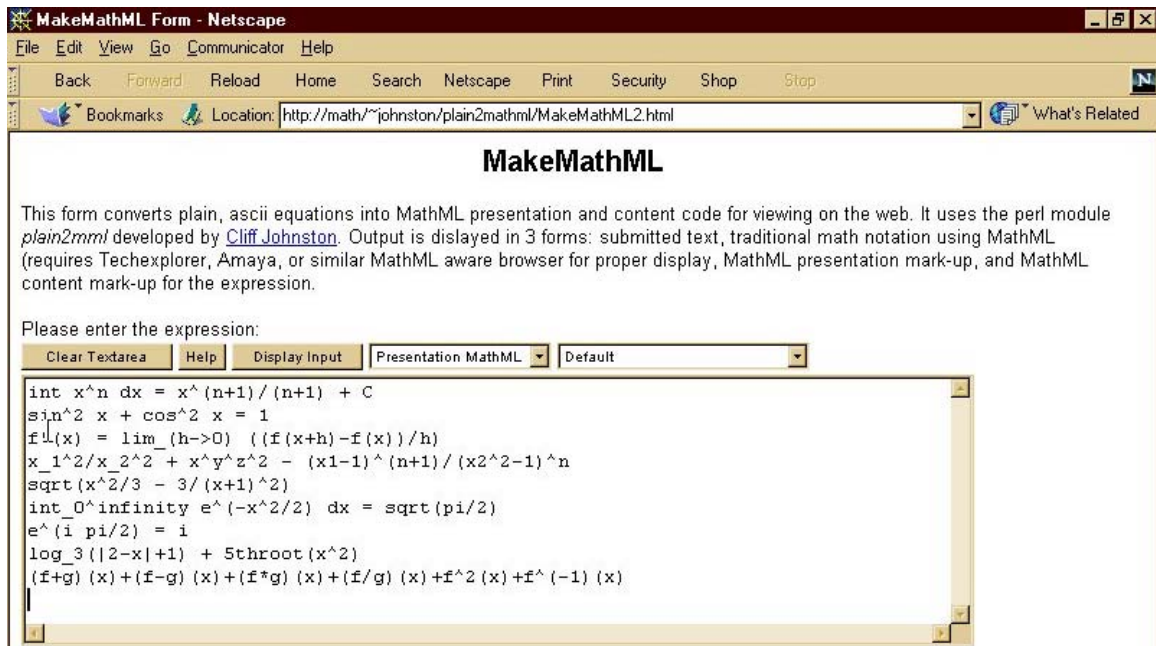 MakeMathML Form - Netscape
File Edit View Go Communicator Help
Back Forward Reload Home Search Netscape Print Security Shop Stop N
Bookmarks Location: http://math/~johnston/plain2mathml/MakeMathML2.html What's Related
MakeMathML
This form converts plain, ascii equations into MathML presentation and content code for viewing on the web. It uses the perl module
plain2mml developed by Cliff Johnston. Output is dislayed in 3 forms: submitted text, traditional math notation using MathML
(requires Techexplorer, Amaya, or similar MathML aware browser for proper display, MathML presentation mark-up, and MathML
content mark-up for the expression.
Please enter the expression:
Clear Textarea Help Display Input Presentation MathML Default
int x^n dx = x^(n+1)/(n+1) + C
sin^2 x + cos^2 x = 1
f'(x) = lim_(h->0) ((f(x+h)-f(x))/h)
x_1^2/x_2^2 + x^y^z^2 - (x1-1)^(n+1)/(x2^2-1)^n
sqrt(x^2/3 - 3/(x+1)^2)
int_0^infinity e^(-x^2/2) dx = sqrt(pi/2)
e^(i pi/2) = i
log_3(|2-x|+1) + 5throot(x^2)
(f+g)(x)+(f-g)(x)+(f*g)(x)+(f/g)(x)+f^2(x)+f^(-1)(x)